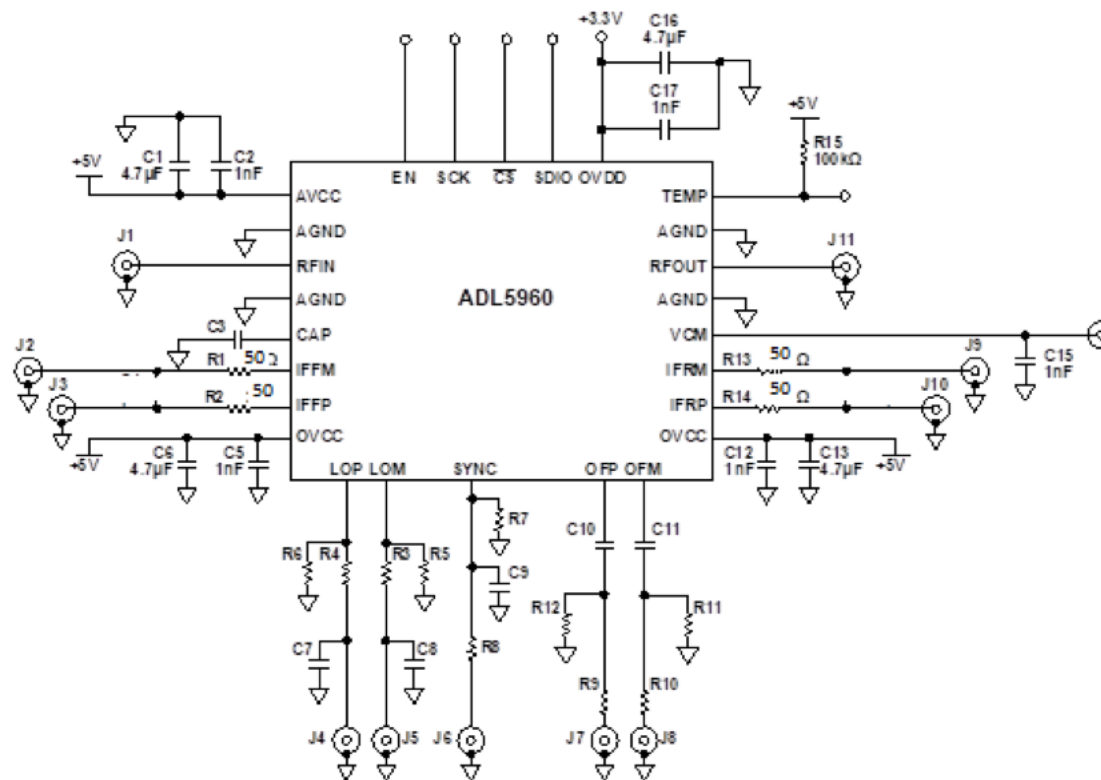 +3.3V
C16
4.7µF
C17
1nF
+5V
R15
100kΩ
+5V
C1
4.7µF
C2
1nF
EN
SCK
CS
SDIO
OVDD
AVCC
TEMP
AGND
AGND
J1
RFIN
RFOUT
J11
ADL5960
AGND
AGND
C3
CAP
VCM
J2
R1
50 Ω
IFFM
IFRM
R13
50 Ω
J9
C15
1nF
J3
R2
50
IFFP
IFRP
R14
50 Ω
J10
OVCC
OVCC
+5V
C6
4.7µF
C5
1nF
C12
1nF
C13
4.7µF
+5V
LOP
LOM
SYNC
OFP
OFM
R7
C10
C11
R6
R4
R3
R5
C9
R12
R11
C7
C8
R8
R9
R10
J4
J5
J6
J7
J8